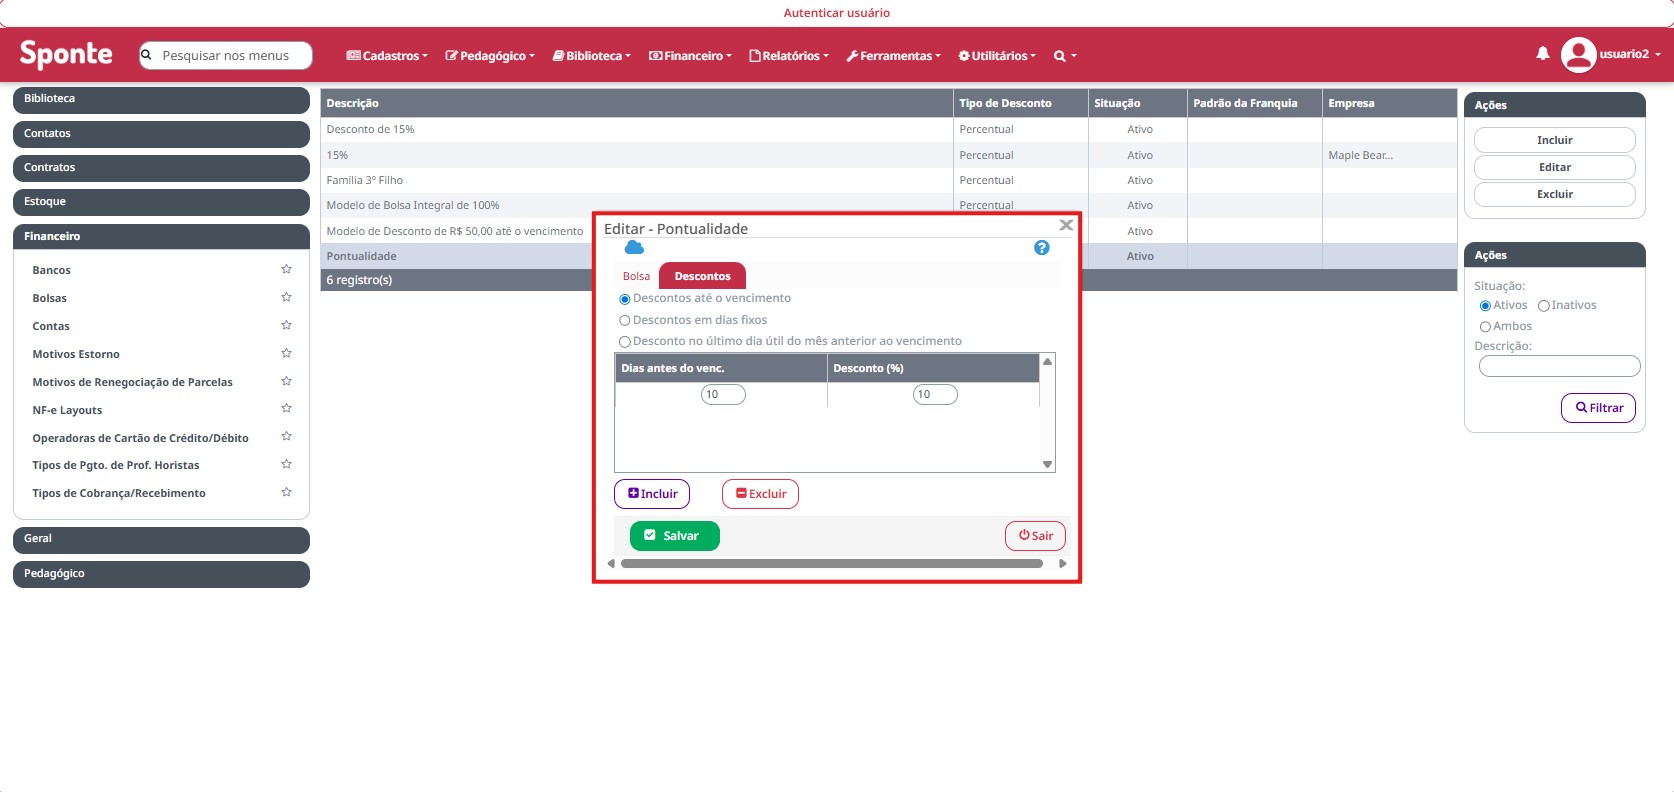 Autenticar usuário
Sponte
Pesquisar nos menus
Cadastros
Pedagógico
Biblioteca
Financeiro
Relatórios
Ferramentas
Utilitários
usuario2
Biblioteca
Contatos
Contratos
Estoque
Financeiro
Bancos
Bolsas
Contas
Motivos Estorno
Motivos de Renegociação de Parcelas
NF-e Layouts
Operadoras de Cartão de Crédito/Débito
Tipos de Pgto. de Prof. Horistas
Tipos de Cobrança/Recebimento
Geral
Pedagógico
Descrição Tipo de Desconto Situação Padrão da Franquia Empresa
Desconto de 15% Percentual Ativo
15% Percentual Ativo Maple Bear...
Família 3º Filho Percentual Ativo
Modelo de Bolsa Integral de 100% Percentual Ativo
Modelo de Desconto de R$ 50,00 até o vencimento Ativo
Pontualidade Ativo
6 registro(s)
Editar - Pontualidade
?
Bolsa Descontos
Descontos até o vencimento
Descontos em dias fixos
Desconto no último dia útil do mês anterior ao vencimento
Dias antes do venc. Desconto (%)
10 10
Incluir Excluir
Salvar Sair
Ações
Incluir
Editar
Excluir
Ações
Situação:
Ativos Inativos
Ambos
Descrição:
Filtrar